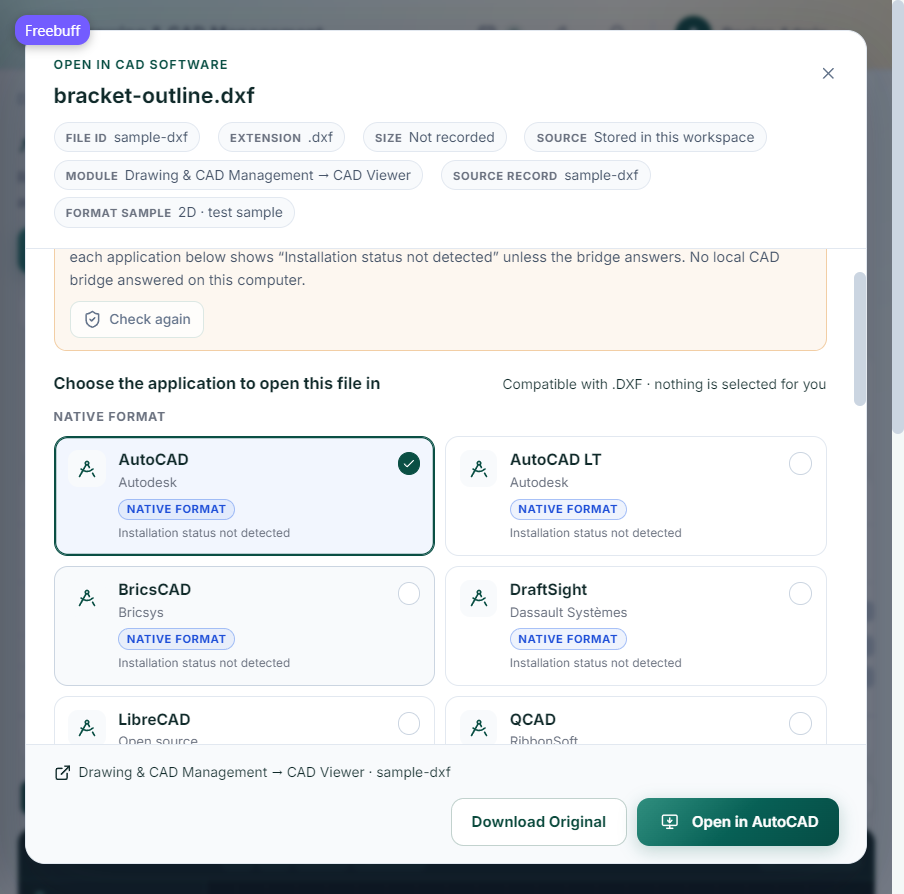 Freebuff
OPEN IN CAD SOFTWARE
bracket-outline.dxf
FILE ID sample-dxf EXTENSION .dxf SIZE Not recorded SOURCE Stored in this workspace
MODULE Drawing & CAD Management → CAD Viewer SOURCE RECORD sample-dxf
FORMAT SAMPLE 2D · test sample
each application below shows “Installation status not detected” unless the bridge answers. No local CAD
bridge answered on this computer.
Check again
Choose the application to open this file in Compatible with .DXF · nothing is selected for you
NATIVE FORMAT
AutoCAD
Autodesk
NATIVE FORMAT
Installation status not detected
AutoCAD LT
Autodesk
NATIVE FORMAT
Installation status not detected
BricsCAD
Bricsys
NATIVE FORMAT
Installation status not detected
DraftSight
Dassault Systèmes
NATIVE FORMAT
Installation status not detected
LibreCAD
Open source
QCAD
RibbonSoft
Drawing & CAD Management → CAD Viewer · sample-dxf
Download Original
Open in AutoCAD